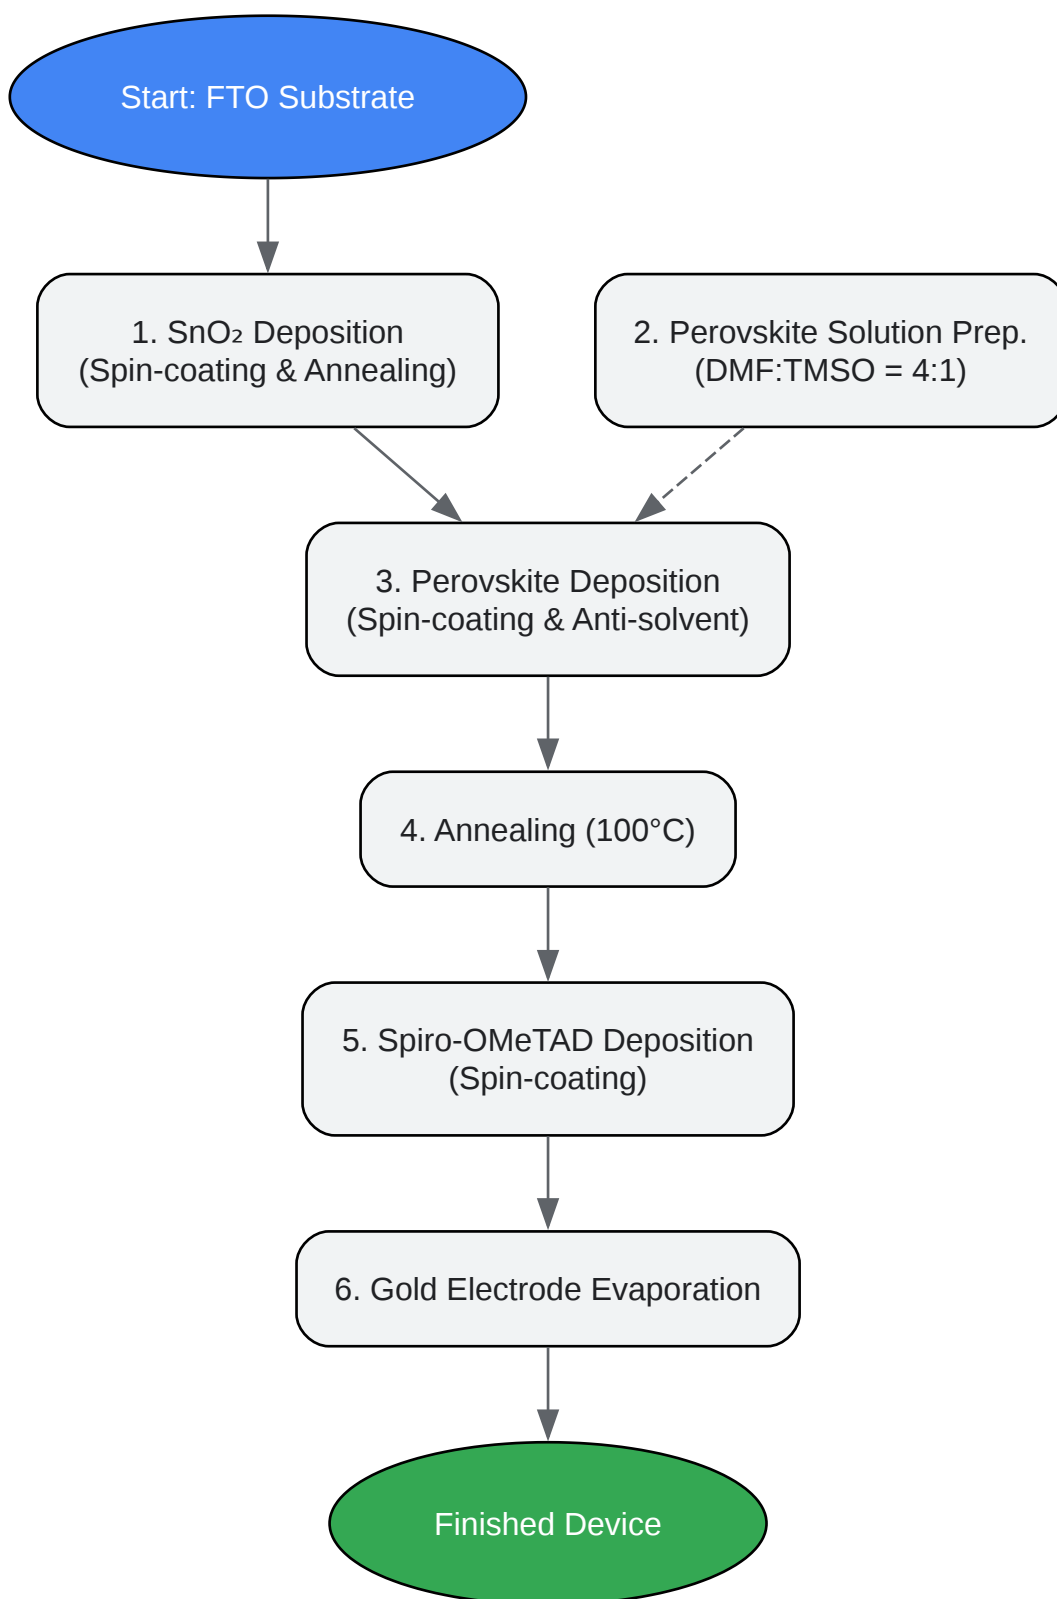 Start: FTO Substrate
1. SnO₂ Deposition
(Spin-coating & Annealing)
2. Perovskite Solution Prep.
(DMF:TMSO = 4:1)
3. Perovskite Deposition
(Spin-coating & Anti-solvent)
4. Annealing (100°C)
5. Spiro-OMeTAD Deposition
(Spin-coating)
6. Gold Electrode Evaporation
Finished Device